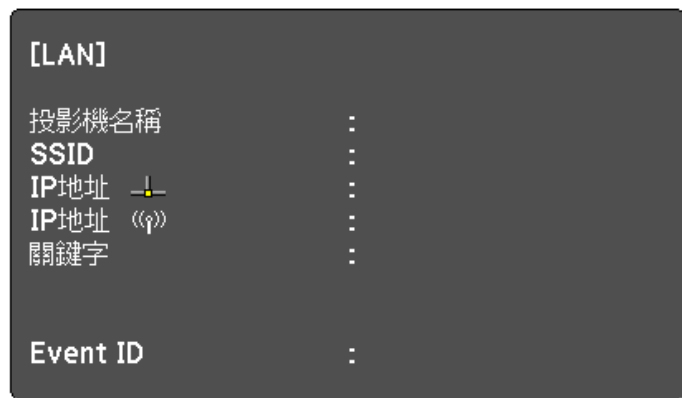 [LAN]
投影機名稱 :
SSID :
IP地址 :
IP地址 :
關鍵字 :
Event ID :